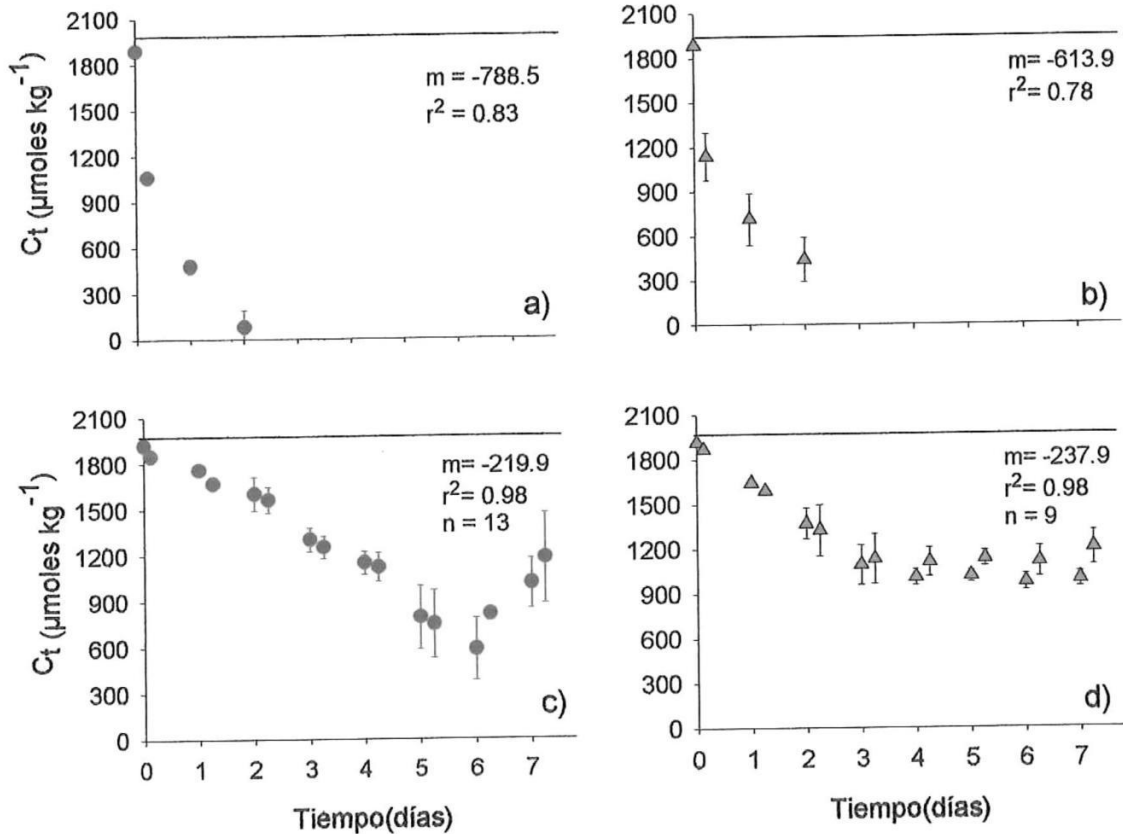 2100
1800
1500
1200
900
600
300
0
Ct (µmoles kg-1)
m = -788.5
r2 = 0.83
a)
2100
1800
1500
1200
900
600
300
0
m= -613.9
r2= 0.78
b)
2100
1800
1500
1200
900
600
300
0
Ct (µmoles kg-1)
m= -219.9
r2= 0.98
n = 13
c)
0 1 2 3 4 5 6 7
Tiempo(días)
2100
1800
1500
1200
900
600
300
0
m= -237.9
r2= 0.98
n = 9
d)
0 1 2 3 4 5 6 7
Tiempo(días)